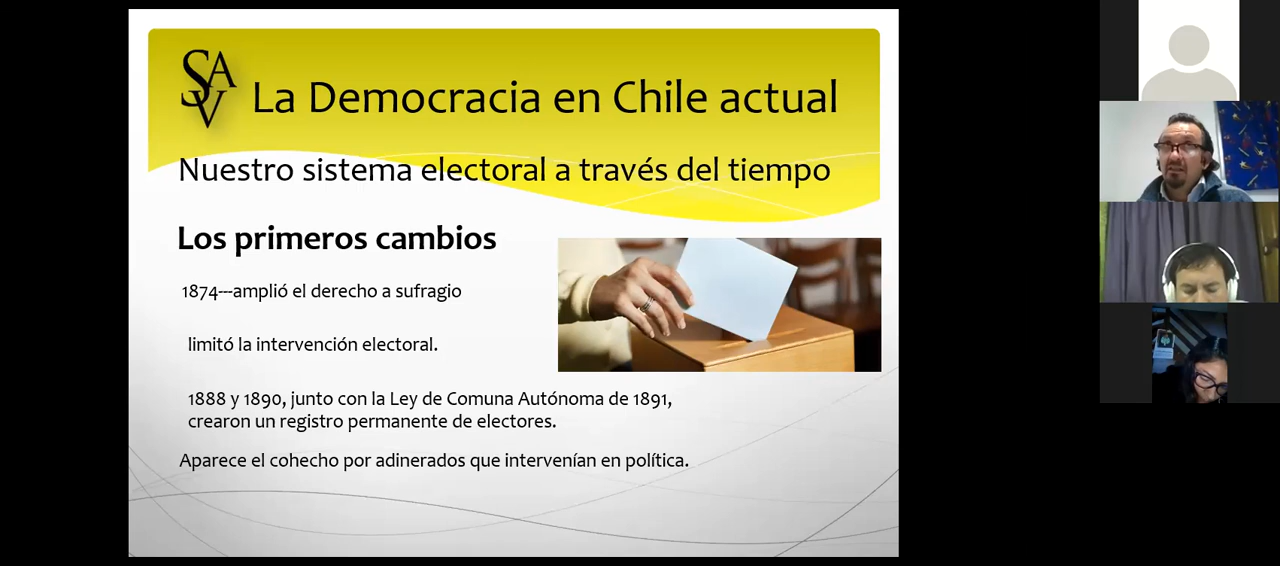 SAV
La Democracia en Chile actual
Nuestro sistema electoral a través del tiempo
Los primeros cambios
1874---amplió el derecho a sufragio
limitó la intervención electoral.
1888 y 1890, junto con la Ley de Comuna Autónoma de 1891,
crearon un registro permanente de electores.
Aparece el cohecho por adinerados que intervenían en política.